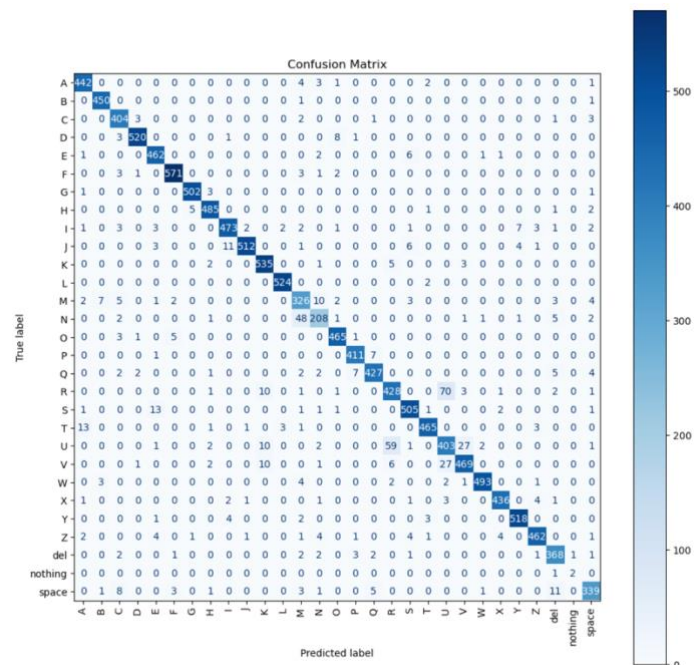 Confusion Matrix
A 442 0 0 0 0 0 0 0 0 0 0 0 4 3 1 0 0 0 0 2 0 0 0 0 0 0 0 0 1
B 0 450 0 0 0 0 0 0 0 0 0 0 1 0 0 0 0 0 0 0 0 0 0 0 0 0 0 0 1
C 0 0 404 3 0 0 0 0 0 0 0 0 2 0 0 0 1 0 0 0 0 0 0 0 0 0 1 0 3
D 0 0 3 520 0 0 0 0 1 0 0 0 0 0 8 1 0 0 0 0 0 0 0 0 0 0 0 0 0
E 1 0 0 0 462 0 0 0 0 0 0 0 0 2 0 0 0 0 6 0 0 0 1 1 0 0 0 0 0
F 0 0 3 1 0 571 0 0 0 0 0 0 3 1 2 0 0 0 0 0 0 0 0 0 0 0 0 0 0
G 1 0 0 0 0 0 502 3 0 0 0 0 0 0 0 0 0 0 0 0 0 0 0 0 0 0 0 0 1
H 0 0 0 0 0 0 5 485 0 0 0 0 0 0 0 0 0 0 0 1 0 0 0 0 0 0 1 0 0
I 1 0 3 0 3 0 0 0 473 2 0 2 2 0 1 0 0 0 1 0 0 0 0 0 7 3 1 0 2
J 0 0 0 0 3 0 0 0 11 512 0 0 1 0 0 0 0 0 6 0 0 0 0 0 4 1 0 0 0
K 0 0 0 0 0 0 0 2 0 0 535 0 0 1 0 0 0 5 0 0 0 3 0 0 0 0 0 0 0
L 0 0 0 0 0 0 0 0 0 0 0 524 0 0 0 0 0 0 0 2 0 0 0 0 0 0 0 0 0
M 2 7 5 0 1 2 0 0 0 0 0 0 326 10 2 0 0 0 3 0 0 0 0 0 0 0 3 0 4
N 0 0 2 0 0 0 0 1 0 0 0 0 48 208 1 0 0 0 0 0 0 1 1 0 1 0 5 0 2
O 0 0 3 1 0 5 0 0 0 0 0 0 0 0 465 1 0 0 0 0 0 0 0 0 0 0 0 0 0
P 0 0 0 0 1 0 0 0 0 0 0 0 0 0 0 411 7 0 0 0 0 0 0 0 0 0 0 0 0
Q 0 0 2 2 0 0 0 1 0 0 0 0 2 2 0 7 427 0 0 0 0 0 0 0 0 0 5 0 4
R 0 0 0 0 0 0 0 1 0 0 10 0 1 0 1 0 0 428 0 0 70 3 0 1 0 0 2 0 1
S 1 0 0 0 13 0 0 0 0 0 0 0 1 1 1 0 0 0 505 1 0 0 0 2 0 0 0 0 1
T 13 0 0 0 0 0 0 0 1 1 0 3 1 0 0 0 0 0 0 465 0 0 0 0 0 3 0 0 0
U 0 0 0 0 1 0 0 2 0 0 10 0 0 2 0 0 0 59 1 0 403 27 2 0 0 0 0 0 1
V 0 0 0 1 0 0 0 2 0 0 10 0 0 1 0 0 0 6 0 0 27 469 0 0 0 0 0 0 0
W 0 3 0 0 0 0 0 0 0 0 0 0 4 0 0 0 0 2 0 0 2 1 493 0 0 1 0 0 0
X 1 0 0 0 0 0 0 0 2 1 0 0 0 1 0 0 0 0 1 0 3 0 0 436 0 4 1 0 0
Y 0 0 0 0 1 0 0 0 4 0 0 0 2 0 0 0 0 0 0 3 0 0 0 0 518 0 0 0 0
Z 2 0 0 0 4 0 1 0 0 1 0 0 1 4 0 1 0 0 4 1 0 0 0 4 0 462 0 0 1
del 0 0 2 0 0 1 0 0 0 0 0 0 2 2 0 3 2 0 1 0 0 0 0 0 0 1 368 1 1
nothing 0 0 0 0 0 0 0 0 0 0 0 0 0 0 0 0 0 0 0 0 0 0 0 0 0 0 1 2 0
space 0 1 8 0 0 3 0 1 0 0 0 0 3 1 0 0 5 0 0 0 0 0 1 0 0 0 11 0 339
A B C D E F G H I J K L M N O P Q R S T U V W X Y Z del nothing space
True label
Predicted label
500
400
300
200
100
0